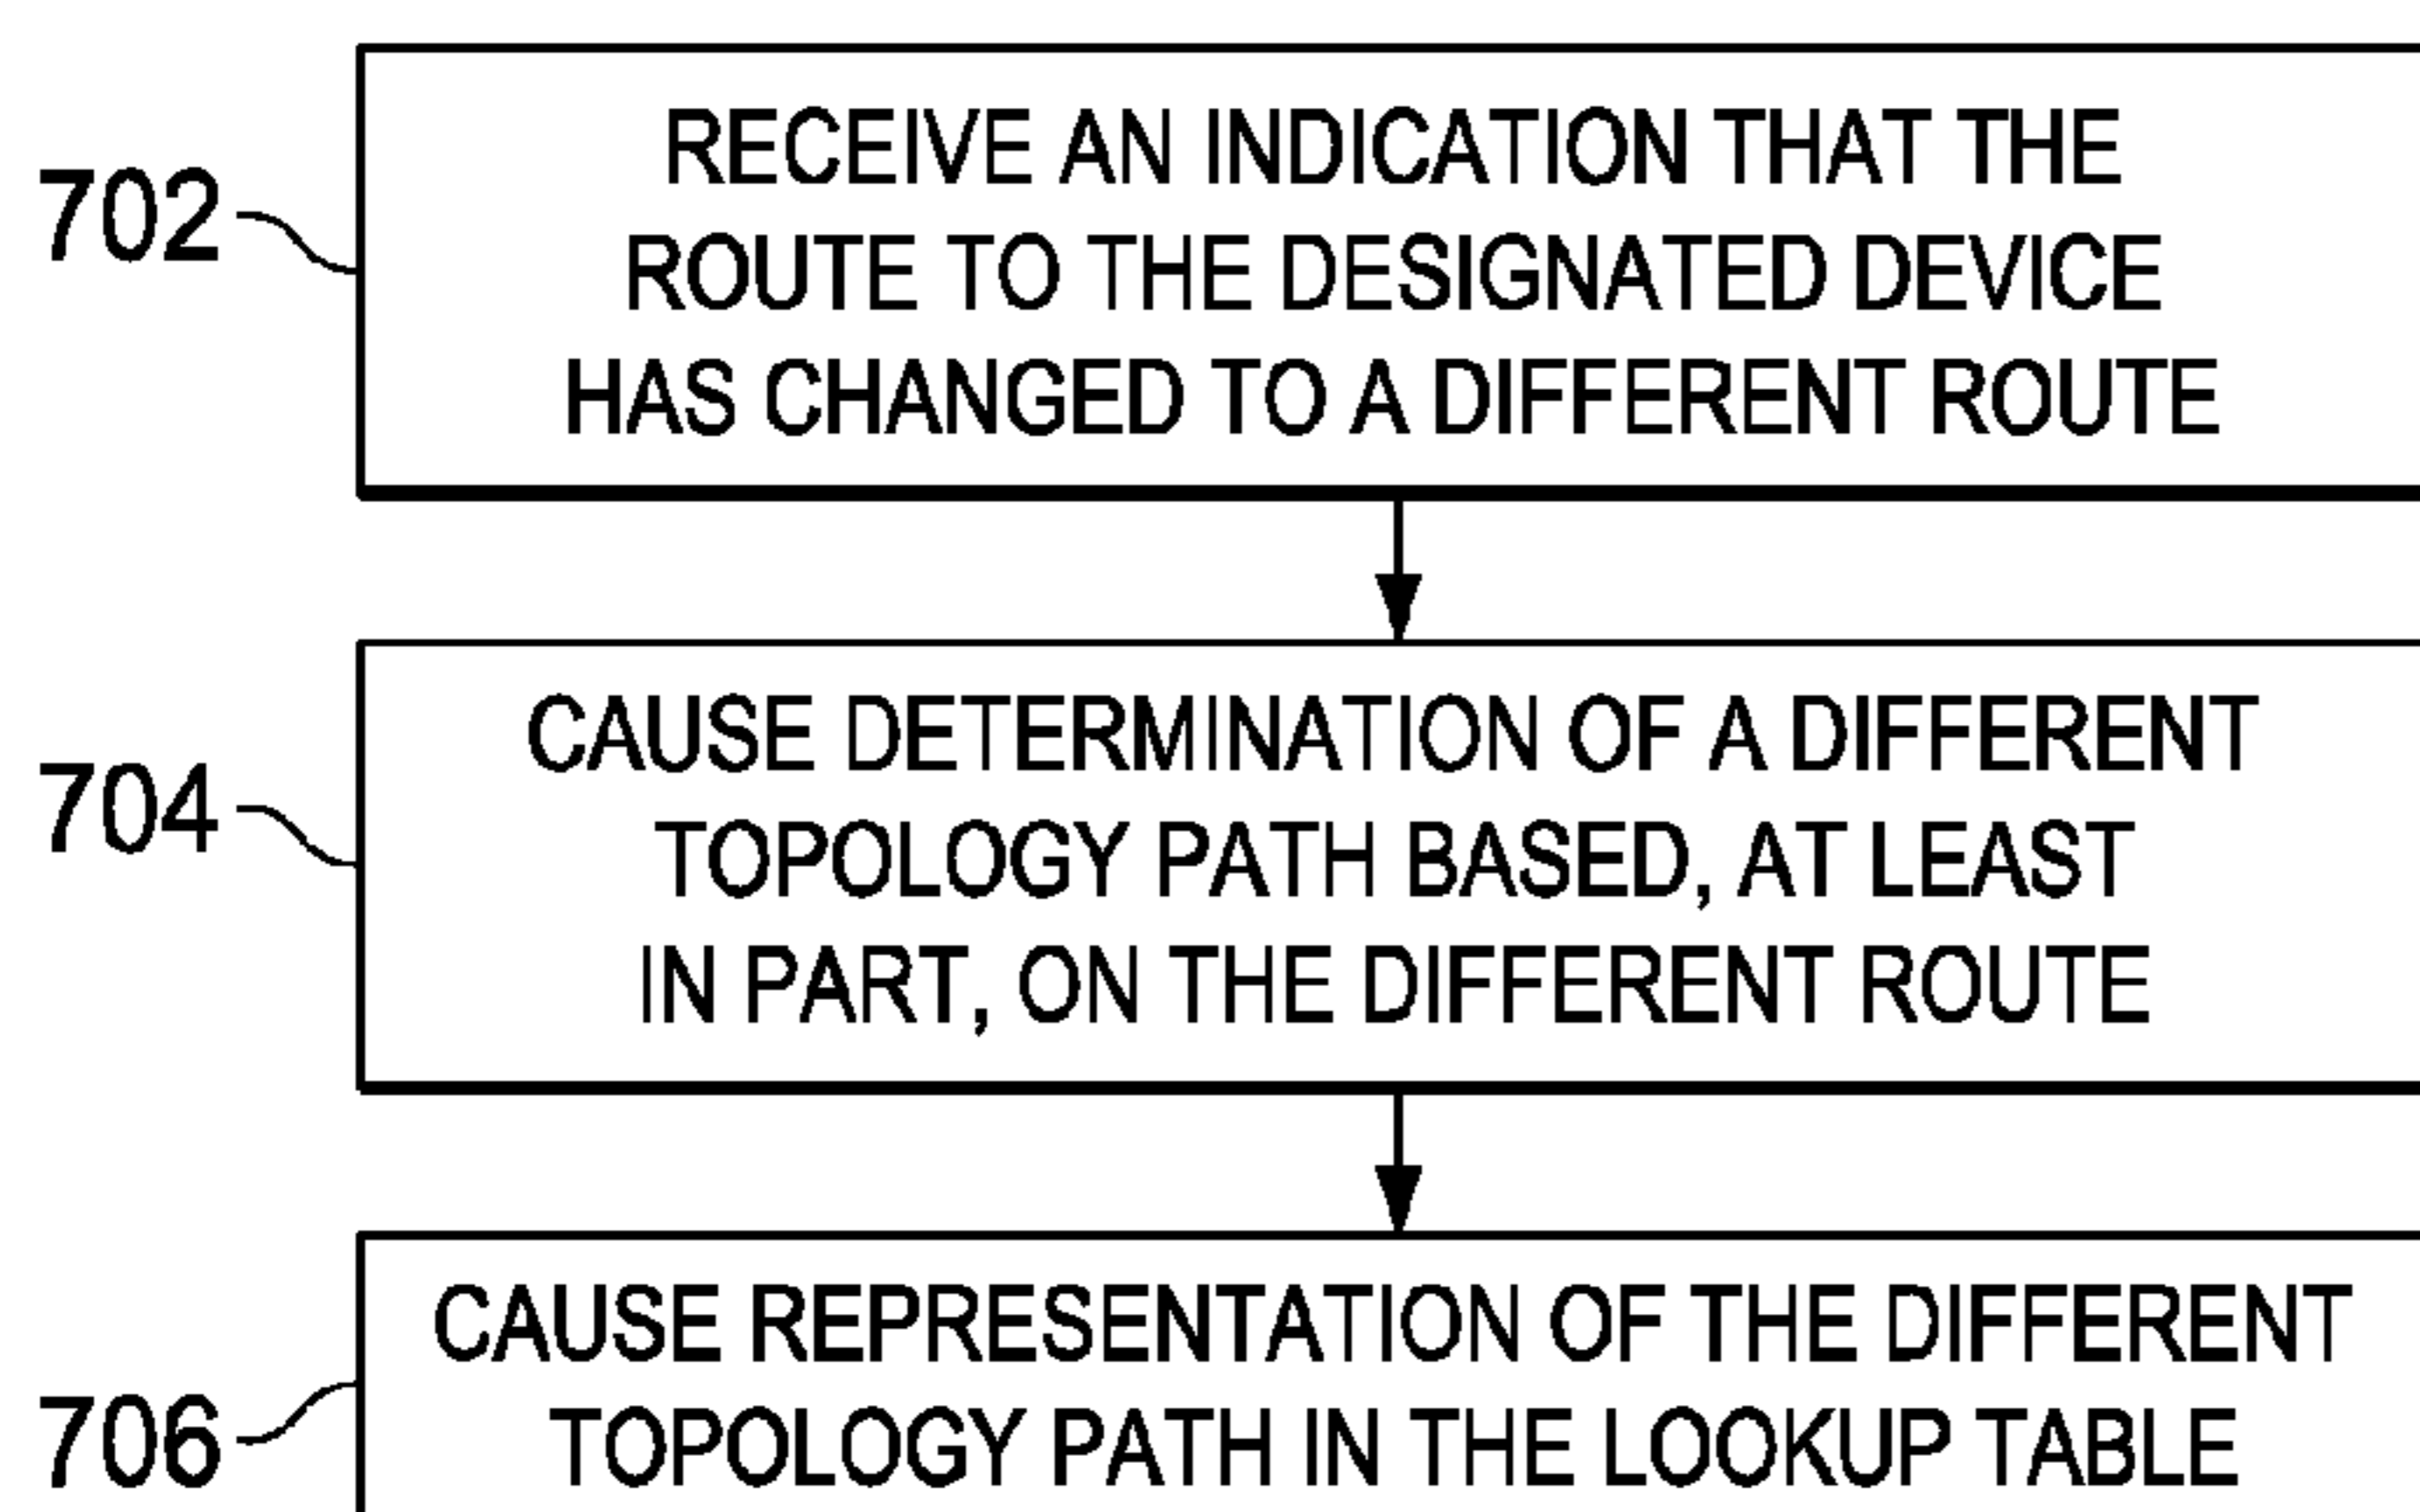 702
RECEIVE AN INDICATION THAT THE
ROUTE TO THE DESIGNATED DEVICE
HAS CHANGED TO A DIFFERENT ROUTE
704
CAUSE DETERMINATION OF A DIFFERENT
TOPOLOGY PATH BASED, AT LEAST
IN PART, ON THE DIFFERENT ROUTE
706
CAUSE REPRESENTATION OF THE DIFFERENT
TOPOLOGY PATH IN THE LOOKUP TABLE